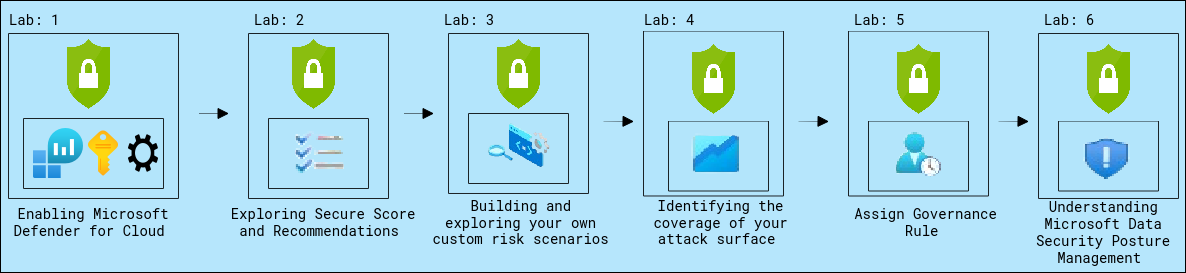 Lab: 1
Lab: 2
Lab: 3
Lab: 4
Lab: 5
Lab: 6
Enabling Microsoft
Defender for Cloud
Exploring Secure Score
and Recommendations
Building and
exploring your own
custom risk scenarios
Identifying the
coverage of your
attack surface
Assign Governance
Rule
Understanding
Microsoft Data
Security Posture
Management